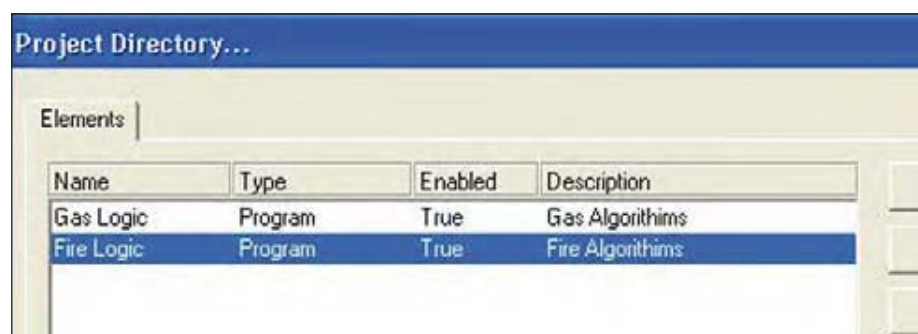 Project Directory...
Elements
Name Type Enabled Description
Gas Logic Program True Gas Algorithims
Fire Logic Program True Fire Algorithims